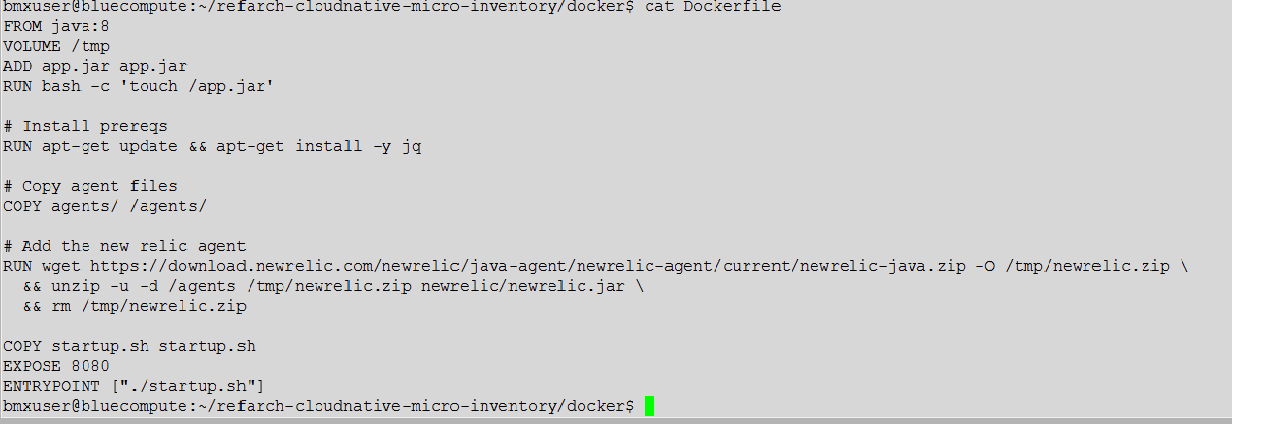 bmxuser@bluecompute:~/refarch-cloudnative-micro-inventory/docker$ cat Dockerfile
FROM java:8
VOLUME /tmp
ADD app.jar app.jar
RUN bash -c 'touch /app.jar'
# Install prereqs
RUN apt-get update && apt-get install -y jq
# Copy agent files
COPY agents/ /agents/
# Add the new relic agent
RUN wget https://download.newrelic.com/newrelic/java-agent/newrelic-agent/current/newrelic-java.zip -O /tmp/newrelic.zip \
&& unzip -u -d /agents /tmp/newrelic.zip newrelic/newrelic.jar \
&& rm /tmp/newrelic.zip
COPY startup.sh startup.sh
EXPOSE 8080
ENTRYPOINT ["./startup.sh"]
bmxuser@bluecompute:~/refarch-cloudnative-micro-inventory/docker$